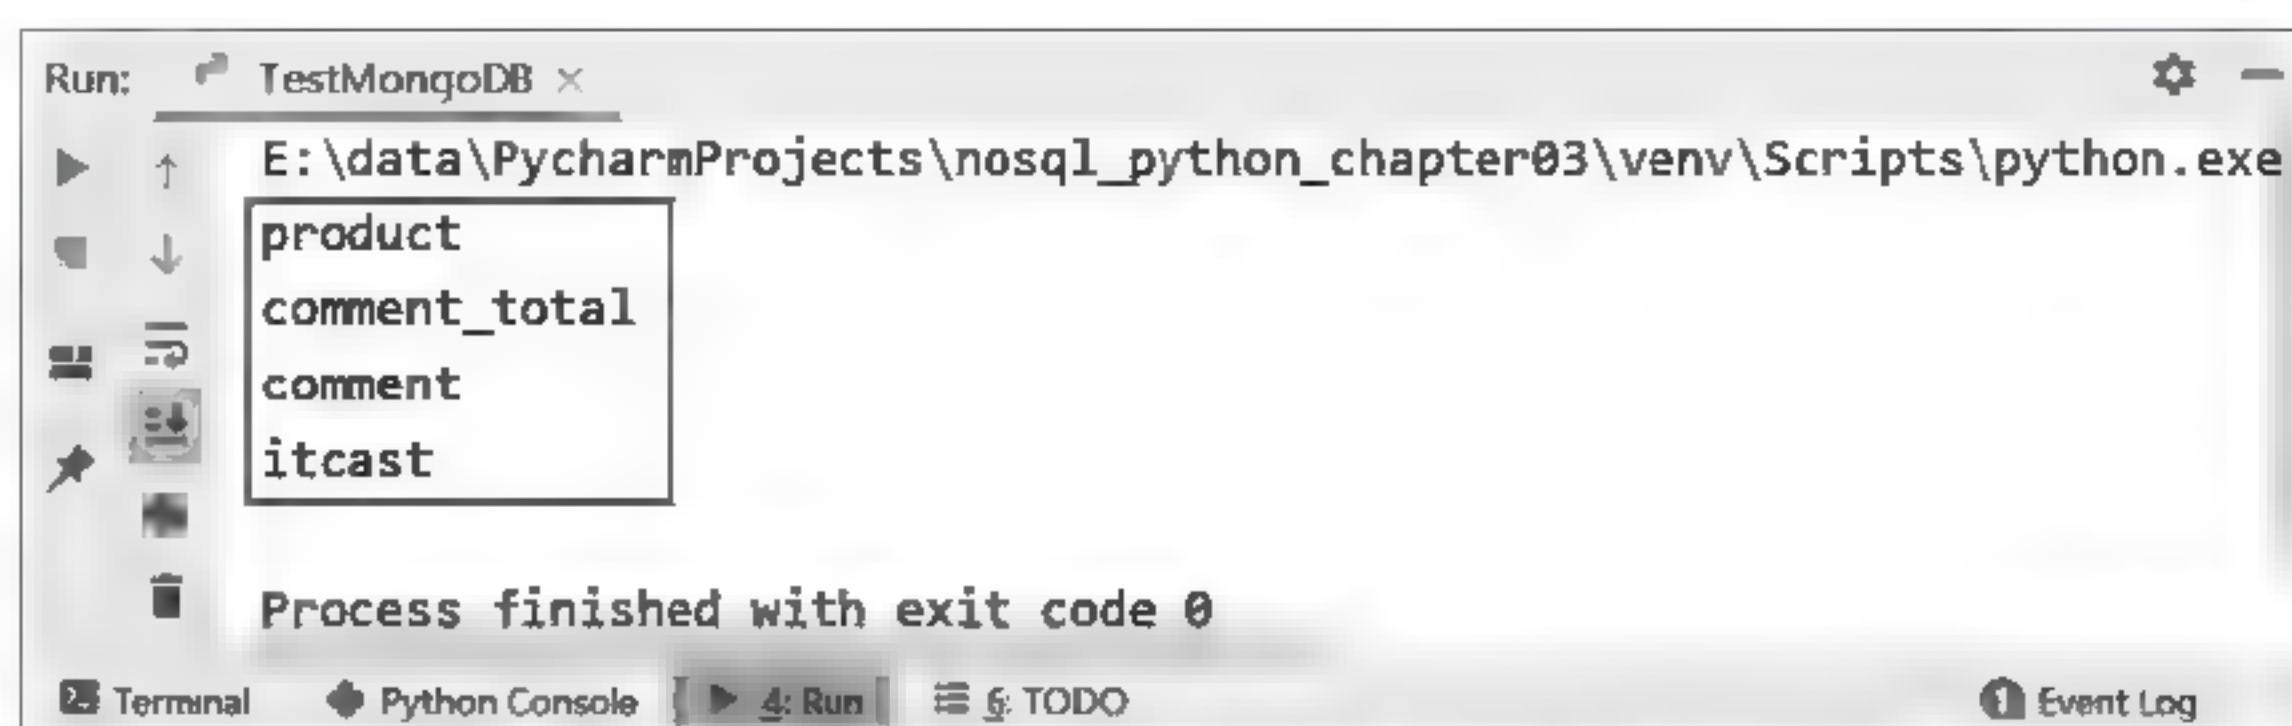 Run: TestMongoDB ×
E:\data\PycharmProjects\nosql_python_chapter03\venv\Scripts\python.exe
product
comment_total
comment
itcast
Process finished with exit code 0
Terminal Python Console 4: Run 6: TODO 1 Event Log